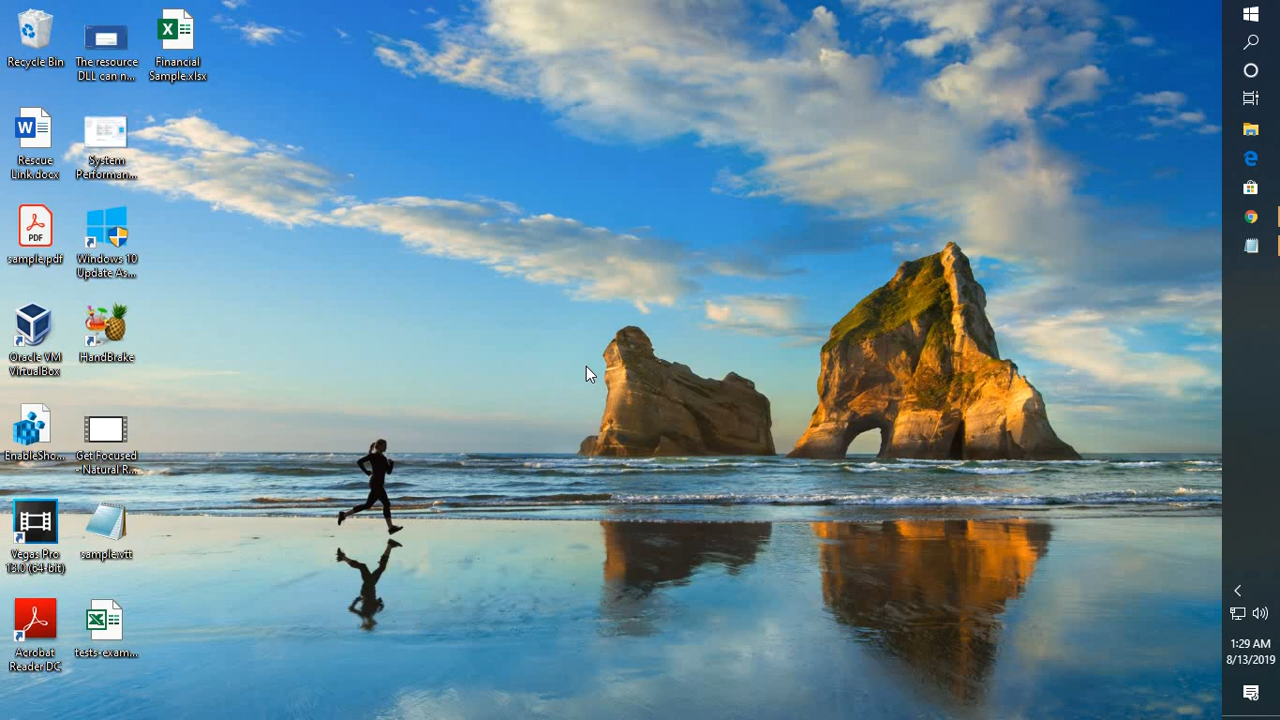 Recycle Bin
The resource
DLL can n...
Financial
Sample.xlsx
Rescue
Link.docx
System
Performan...
PDF
sample.pdf
Windows 10
Update As...
Oracle VM
VirtualBox
HandBrake
EnableSho...
Get Focused
- Natural R...
Vegas Pro
13.0 (64-bit)
sample.vtt
Acrobat
Reader DC
tests-exam...
1:29 AM
8/13/2019